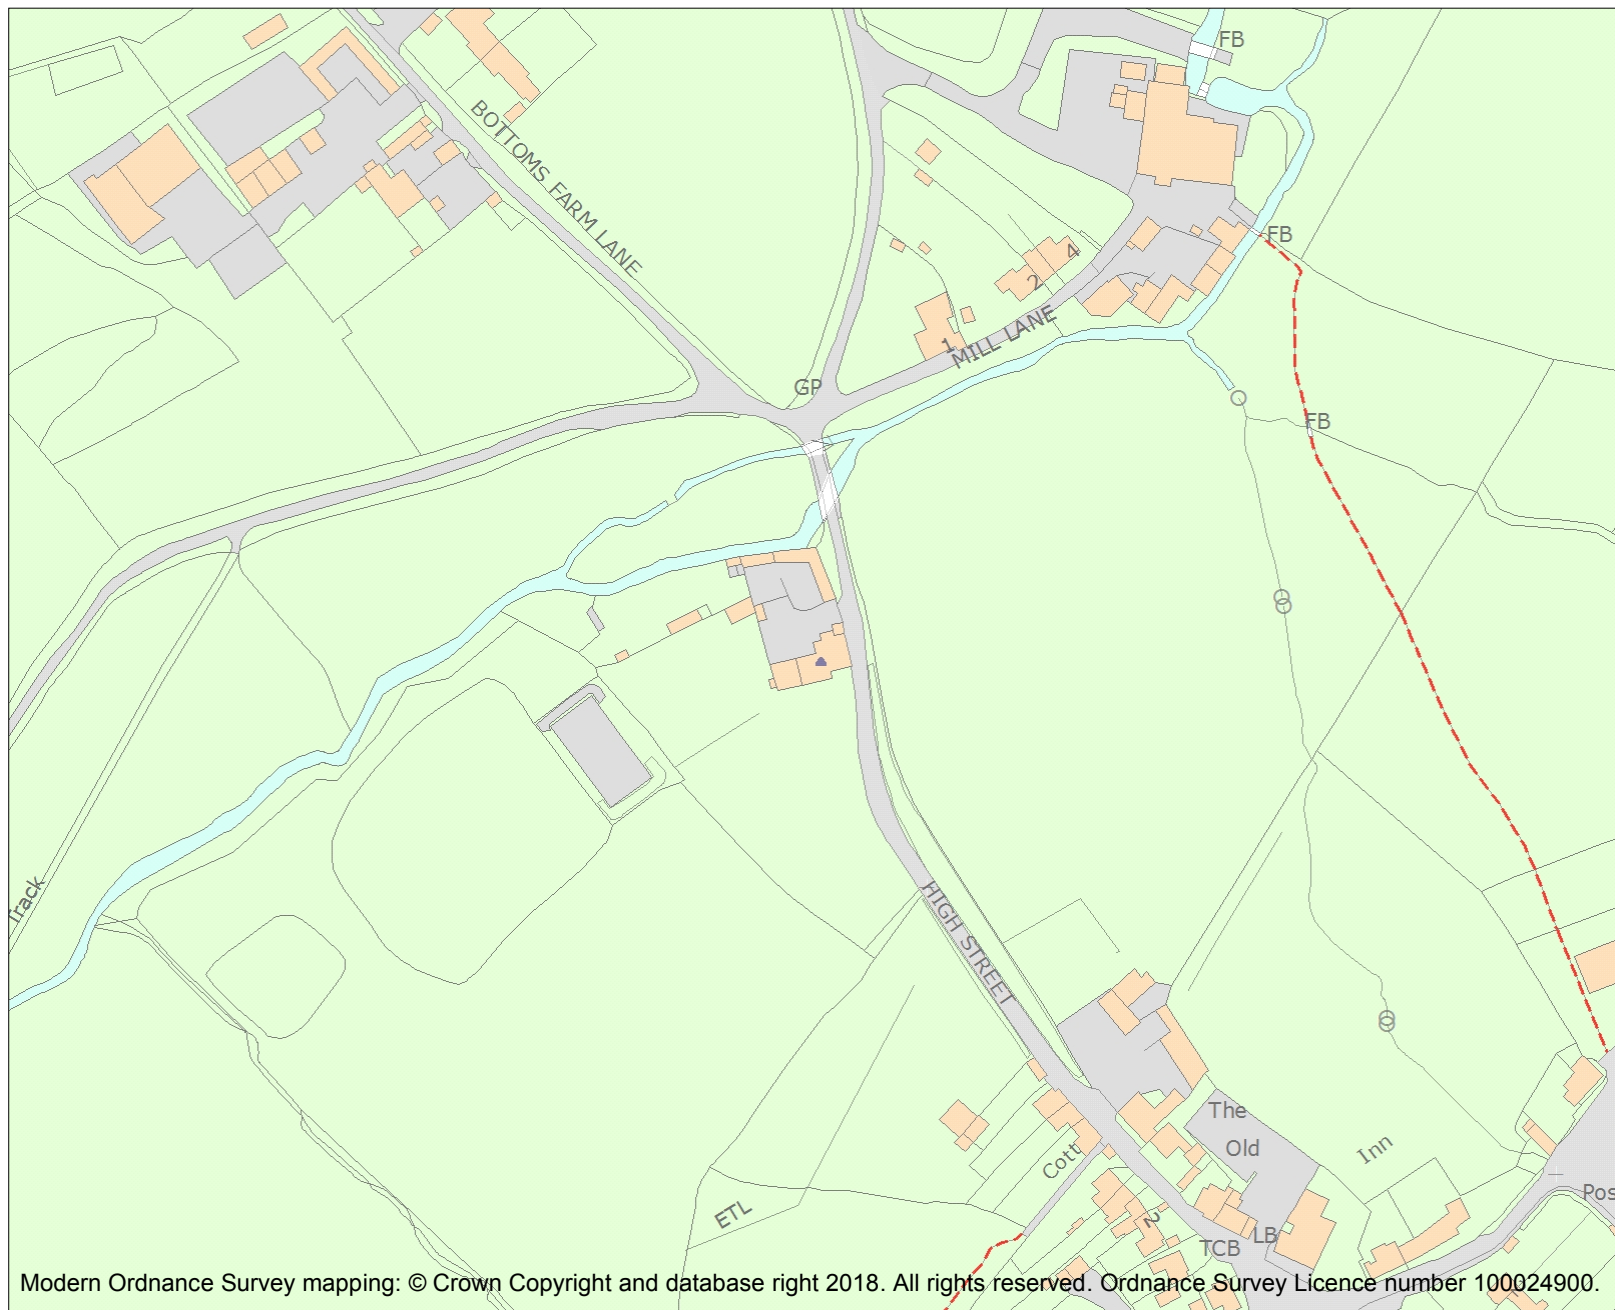 FB
BOTTOMS FARM LANE
FB
4
2
MILL LANE
1
GP
FB
Track
HIGH STREET
The
Old
Inn
Cott
Pos
ETL
2
LB
TCB
Modern Ordnance Survey mapping: © Crown Copyright and database right 2018. All rights reserved. Ordnance Survey Licence number 100024900.